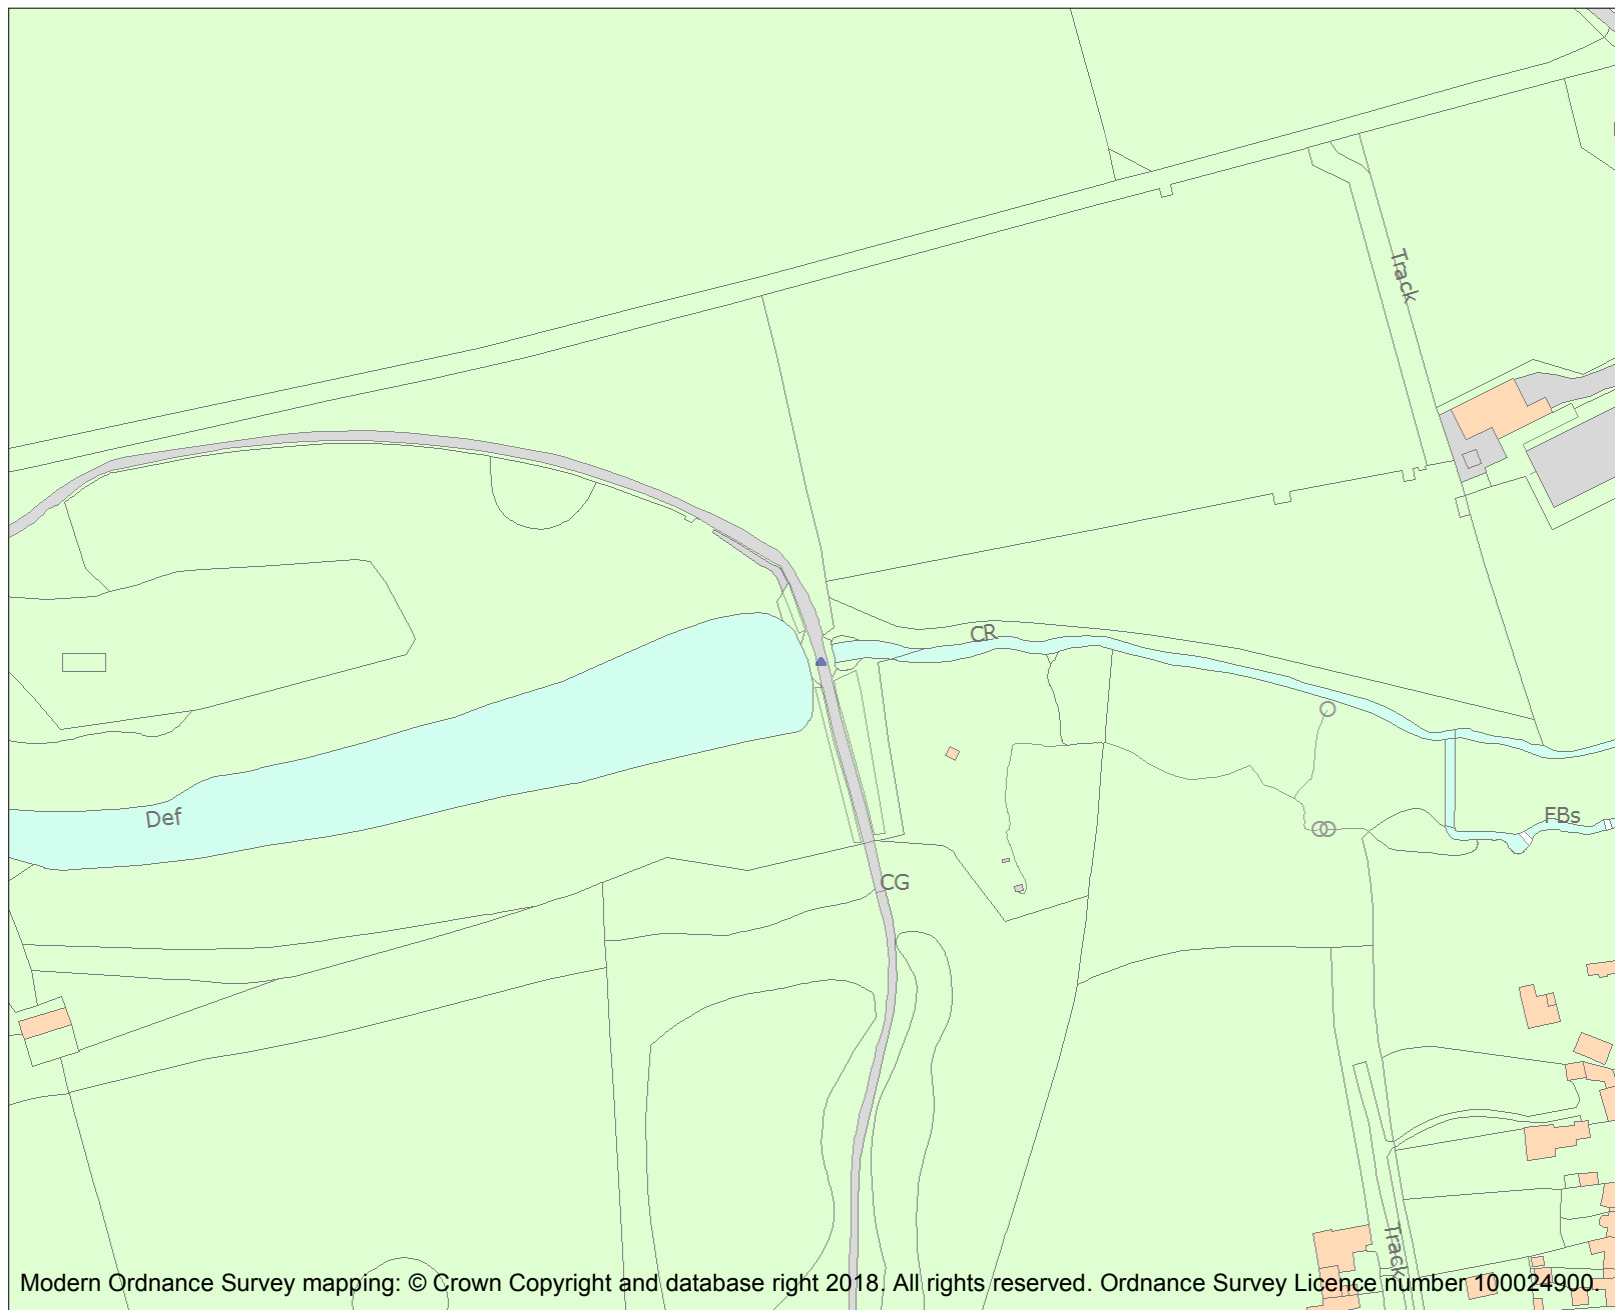 Track
CR
Def
FBs
CG
Track
Modern Ordnance Survey mapping: © Crown Copyright and database right 2018. All rights reserved. Ordnance Survey Licence number 100024900.